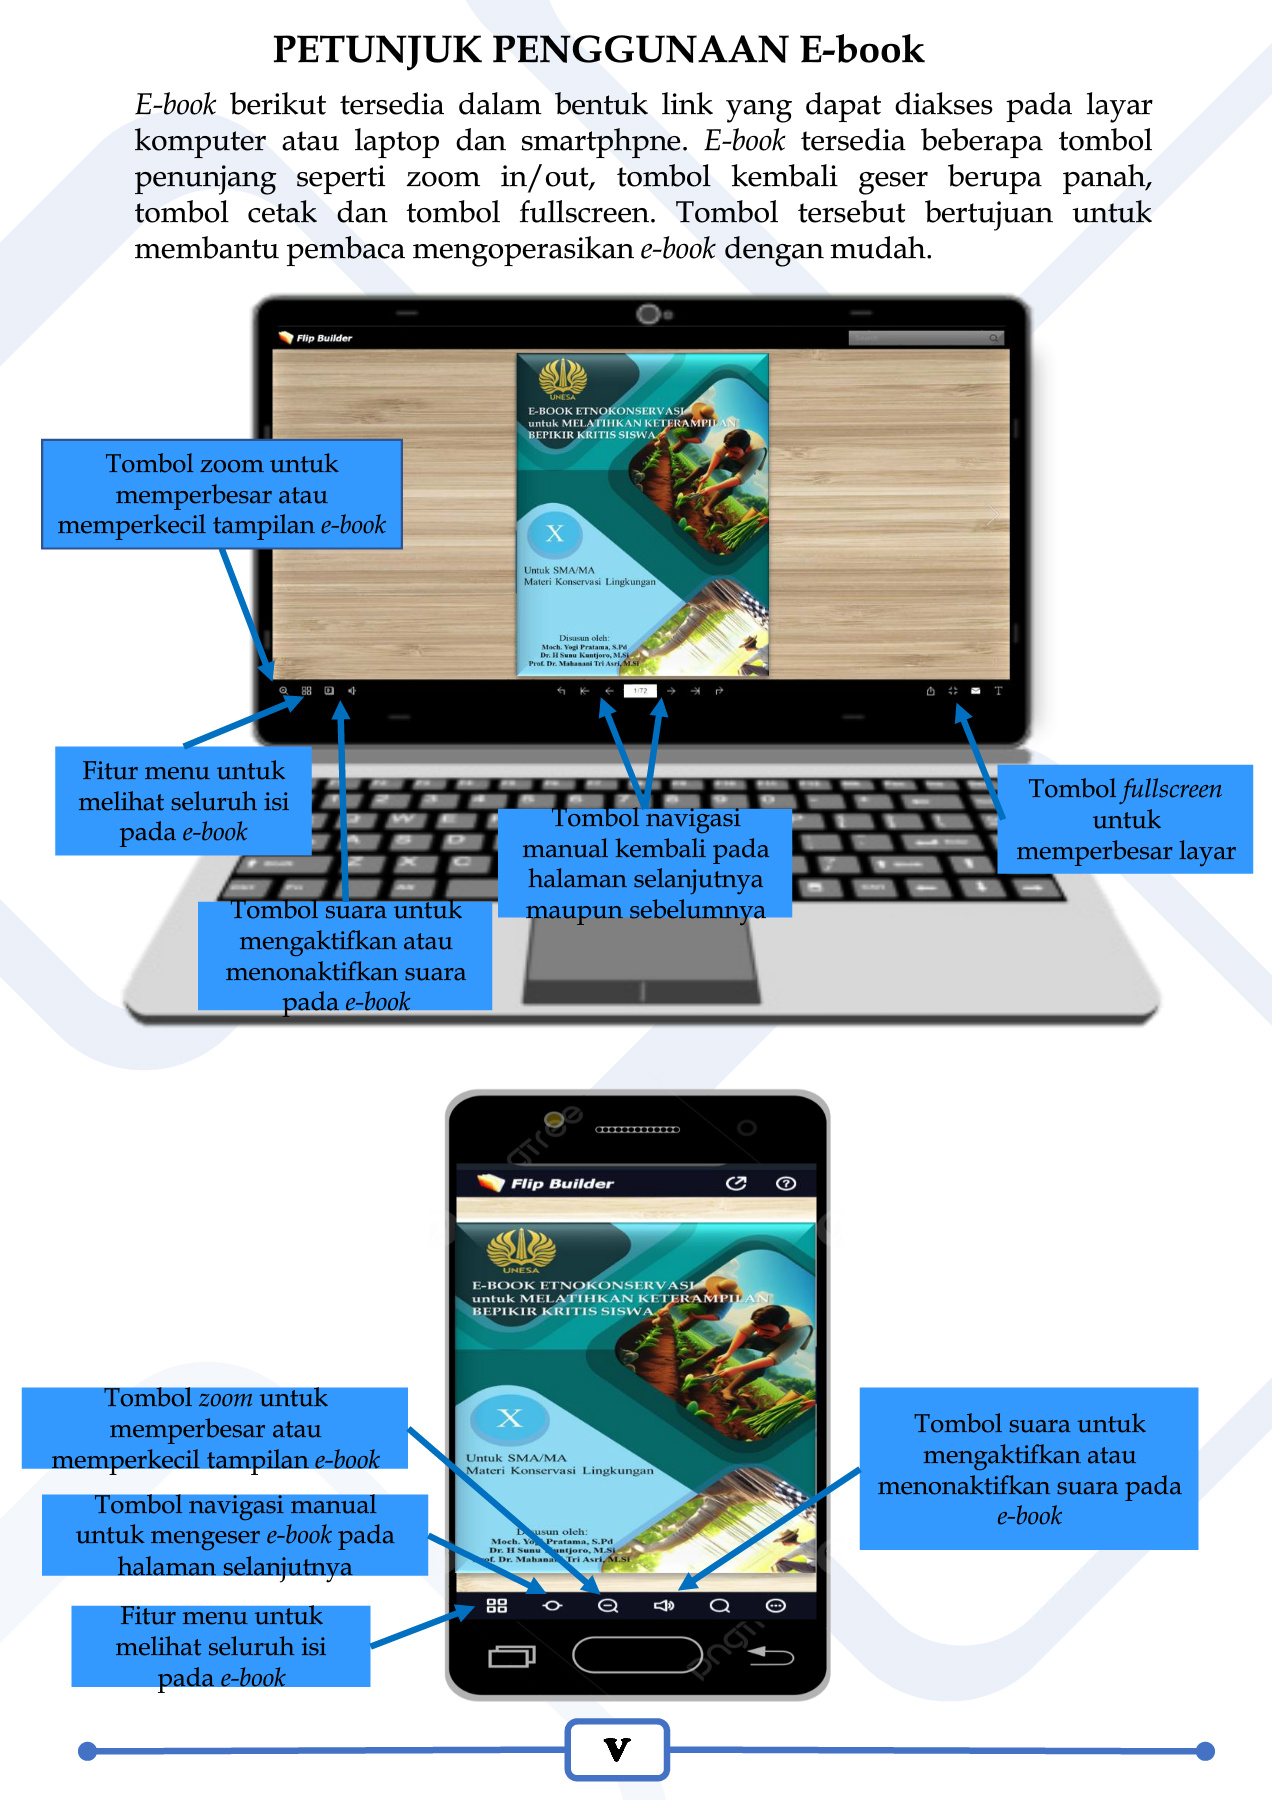 PETUNJUK PENGGUNAAN E-book
E-book berikut tersedia dalam bentuk link yang dapat diakses pada layar
komputer atau laptop dan smartphpne. E-book tersedia beberapa tombol
penunjang seperti zoom in/out, tombol kembali geser berupa panah,
tombol cetak dan tombol fullscreen. Tombol tersebut bertujuan untuk
membantu pembaca mengoperasikan e-book dengan mudah.
Flip Builder
UNESA
E-BOOK ETNOKONSERVASI
untuk MELATIHKAN KETERAMPILAN
BEPIKIR KRITIS SISWA
X
Untuk SMA/MA
Materi Konservasi Lingkungan
Disusun oleh:
Moch. Yogi Pratama, S.Pd
Dr. H Sunu Kuntjoro, M.Si
Prof. Dr. Mahanani Tri Asri, M.Si
1/72
Tombol zoom untuk
memperbesar atau
memperkecil tampilan e-book
Fitur menu untuk
melihat seluruh isi
pada e-book
Tombol suara untuk
mengaktifkan atau
menonaktifkan suara
pada e-book
Tombol navigasi
manual kembali pada
halaman selanjutnya
maupun sebelumnya
Tombol fullscreen
untuk
memperbesar layar
Flip Builder
UNESA
E-BOOK ETNOKONSERVASI
untuk MELATIHKAN KETERAMPILAN
BEPIKIR KRITIS SISWA
X
Untuk SMA/MA
Materi Konservasi Lingkungan
Disusun oleh:
Moch. Yogi Pratama, S.Pd
Dr. H Sunu Kuntjoro, M.Si
Prof. Dr. Mahanani Tri Asri, M.Si
Tombol zoom untuk
memperbesar atau
memperkecil tampilan e-book
Tombol navigasi manual
untuk mengeser e-book pada
halaman selanjutnya
Fitur menu untuk
melihat seluruh isi
pada e-book
Tombol suara untuk
mengaktifkan atau
menonaktifkan suara pada
e-book
V